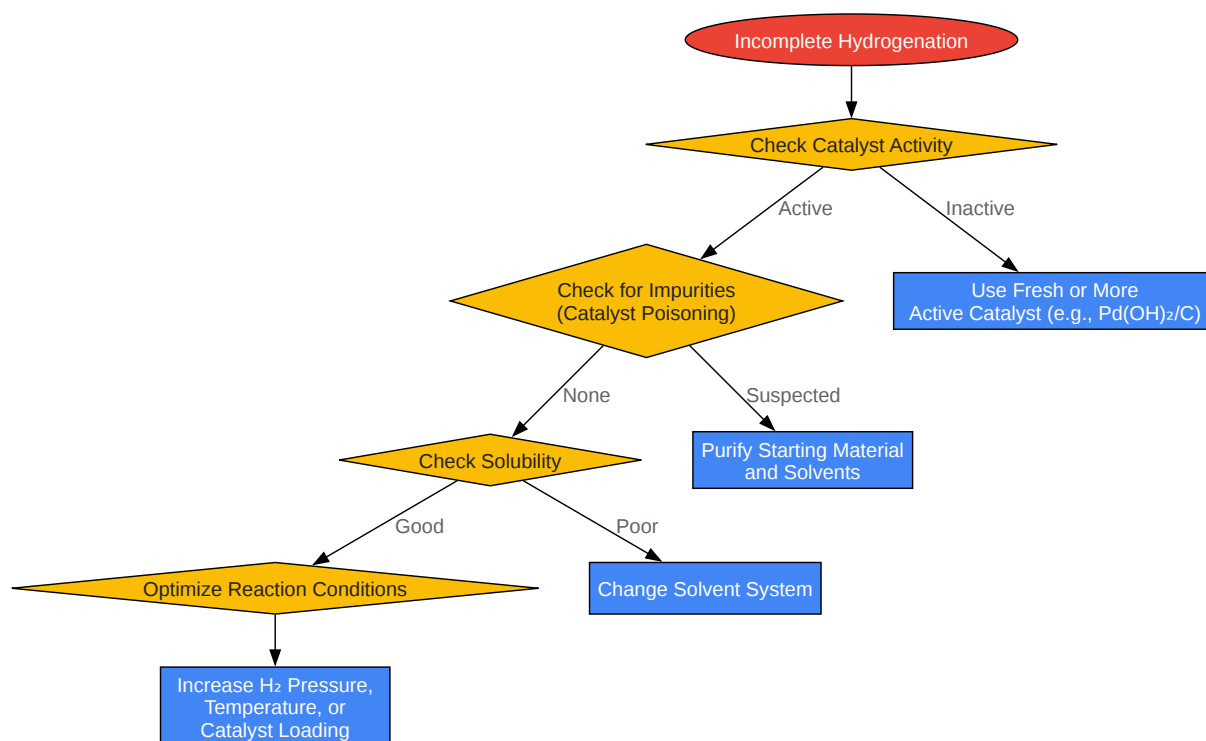 Incomplete Hydrogenation
Check Catalyst Activity
Active
Inactive
Check for Impurities
(Catalyst Poisoning)
Use Fresh or More
Active Catalyst (e.g., Pd(OH)₂/C)
None
Suspected
Check Solubility
Purify Starting Material
and Solvents
Good
Poor
Optimize Reaction Conditions
Change Solvent System
Increase H₂ Pressure,
Temperature, or
Catalyst Loading